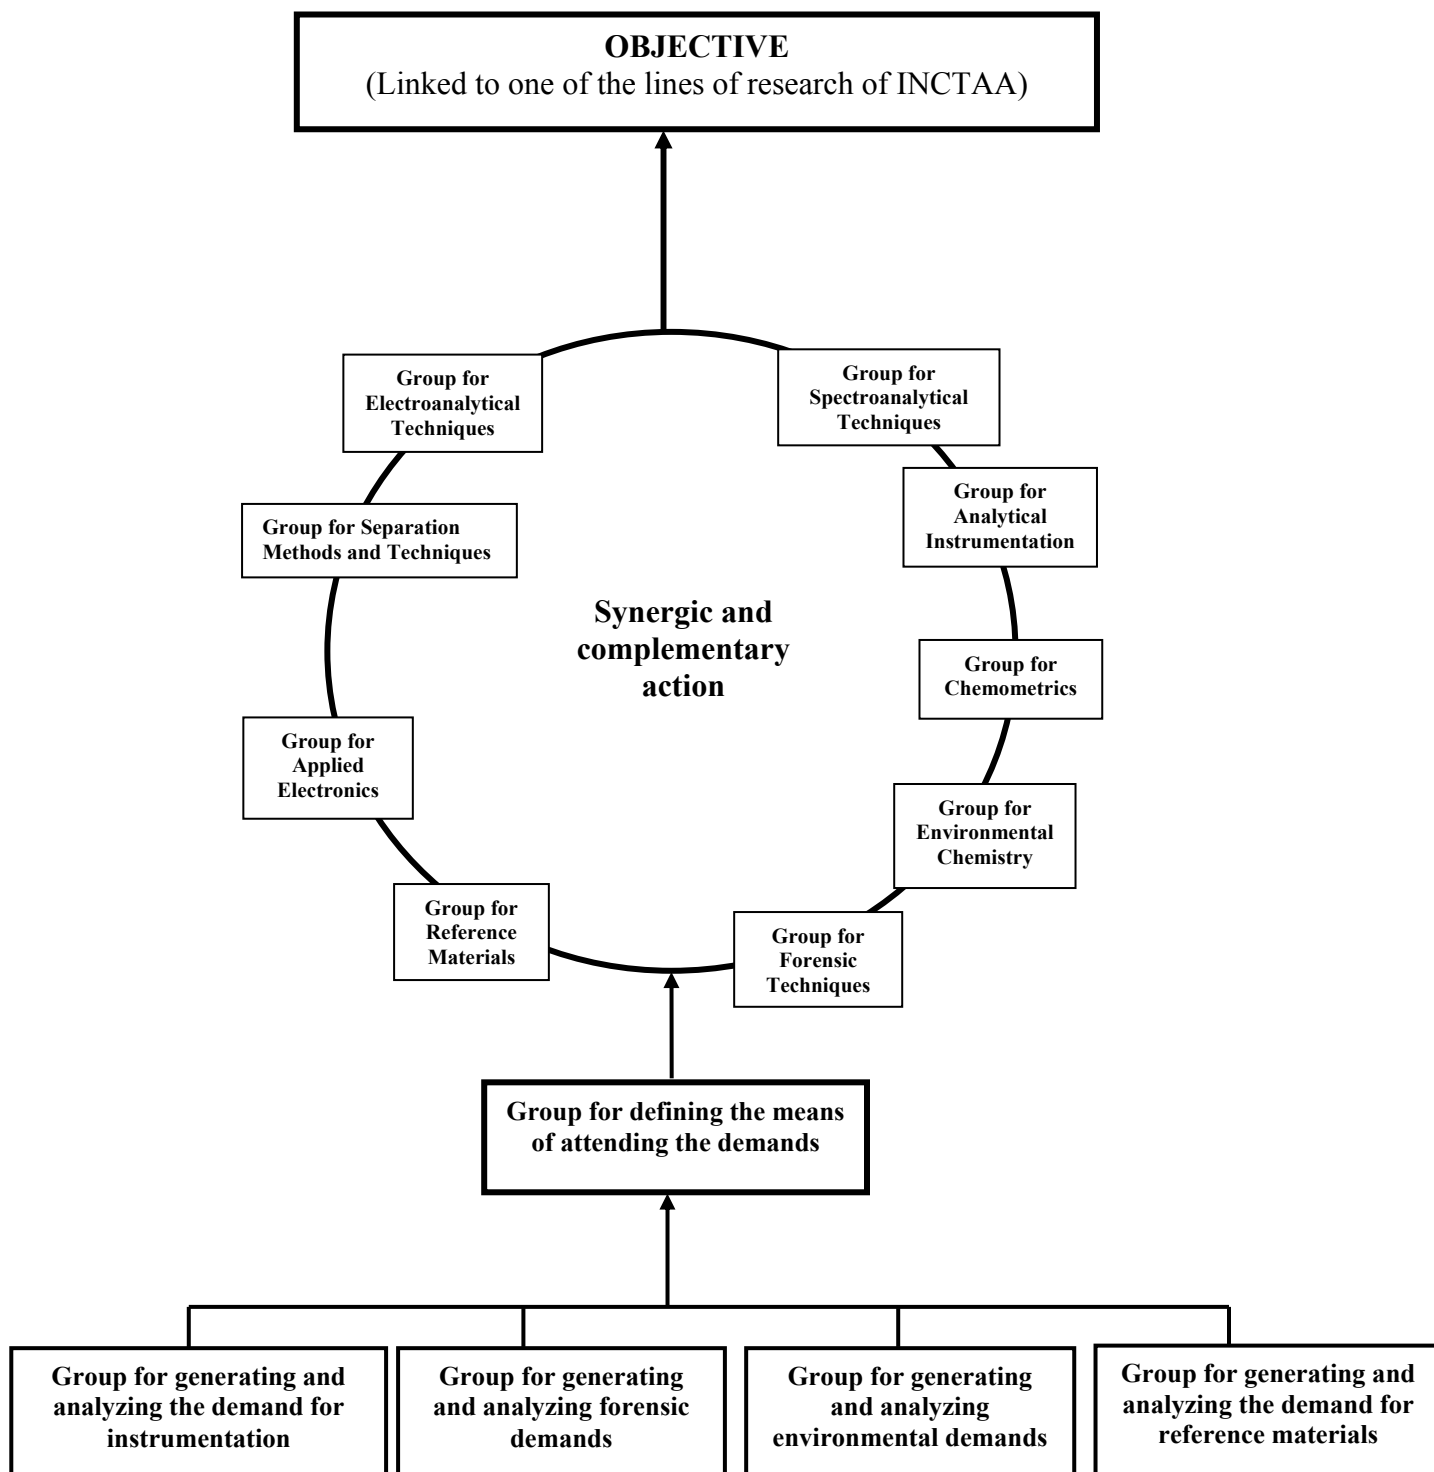 OBJECTIVE
(Linked to one of the lines of research of INCTAA)
Group for
Electroanalytical
Techniques
Group for
Spectroanalytical
Techniques
Group for Separation
Methods and Techniques
Group for
Analytical
Instrumentation
Synergic and
complementary
action
Group for
Chemometrics
Group for
Applied
Electronics
Group for
Environmental
Chemistry
Group for
Reference
Materials
Group for
Forensic
Techniques
Group for defining the means
of attending the demands
Group for generating and
analyzing the demand for
instrumentation
Group for generating
and analyzing forensic
demands
Group for generating
and analyzing
environmental demands
Group for generating and
analyzing the demand for
reference materials